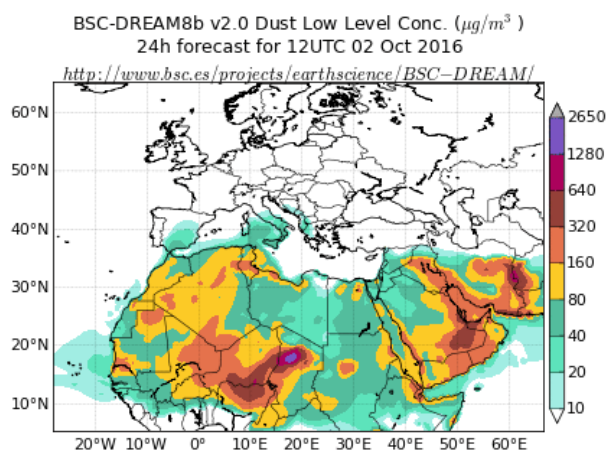 BSC-DREAM8b v2.0 Dust Low Level Conc. (μg/m³ )
24h forecast for 12UTC 02 Oct 2016
http://www.bsc.es/projects/earthscience/BSC−DREAM/
60°N
50°N
40°N
30°N
20°N
10°N
20°W 10°W 0° 10°E 20°E 30°E 40°E 50°E 60°E
2650
1280
640
320
160
80
40
20
10